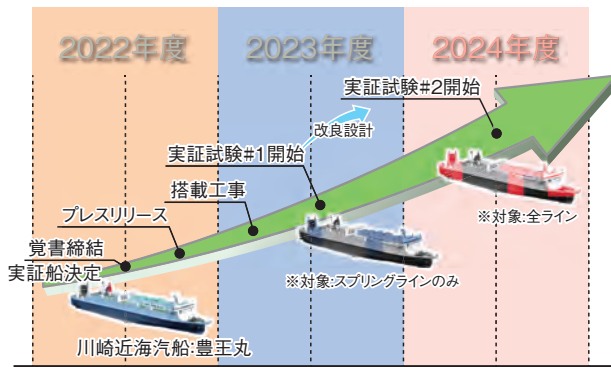 2022年度
2023年度
2024年度
実証試験#2開始
改良設計
実証試験#1開始
搭載工事
※対象:全ライン
プレスリリース
覚書締結
実証船決定
※対象:スプリングラインのみ
川崎近海汽船:豊王丸